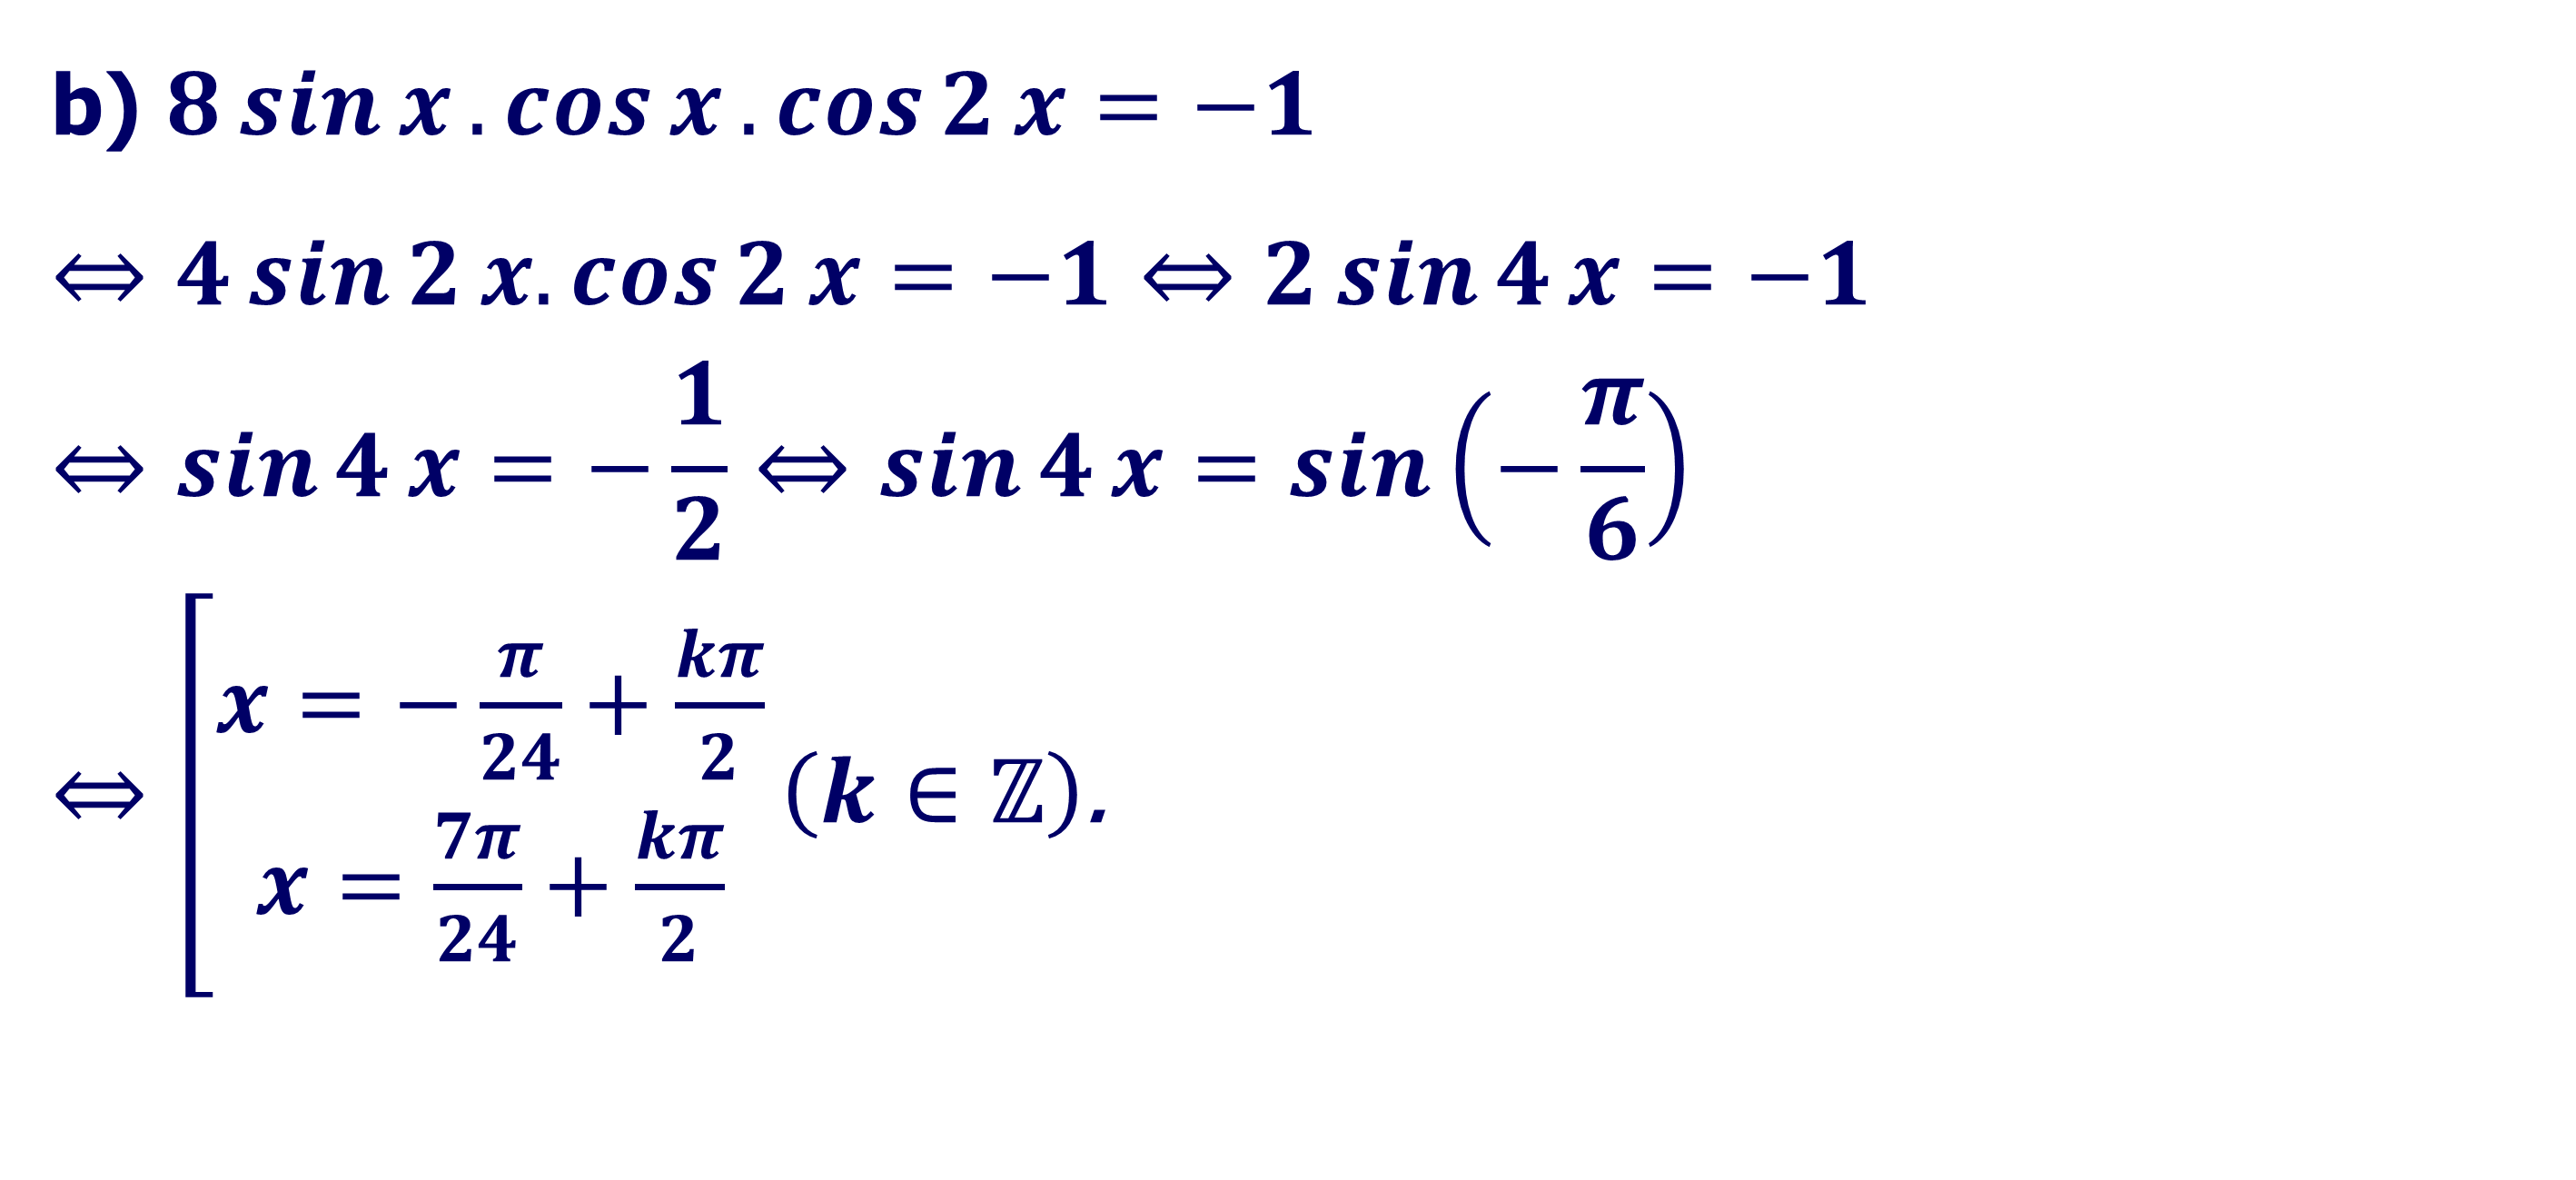 b) 8 sin x . cos x . cos 2 x = −1
⇔ 4 sin 2 x. cos 2 x = −1 ⇔ 2 sin 4 x = −1
⇔ sin 4 x = −1/2 ⇔ sin 4 x = sin (−π/6)
⇔ [ x = −π/24 + kπ/2
x = 7π/24 + kπ/2 (k ∈ ℤ).